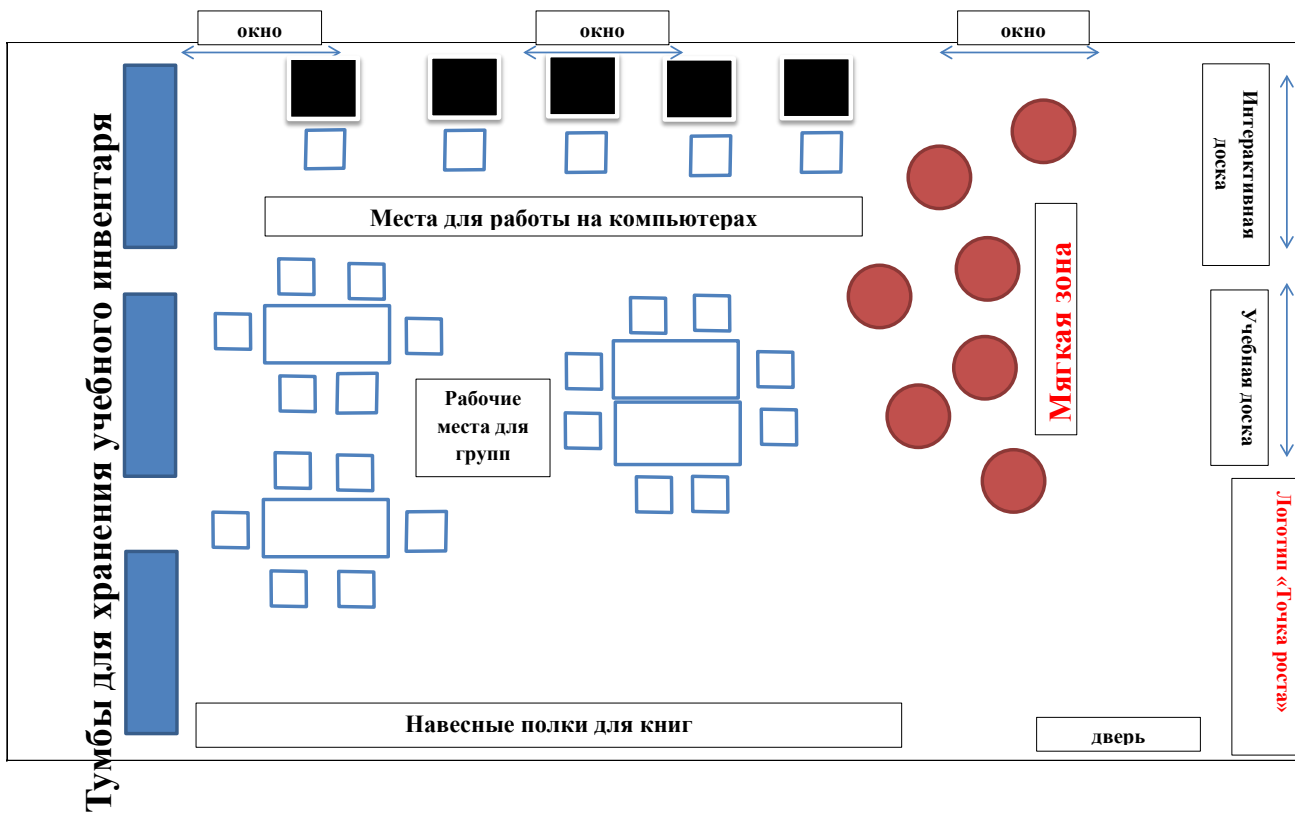 окно
окно
окно
Тумбы для хранения учебного инвентаря
Интерактивная
доска
Места для работы на компьютерах
Мягкая зона
Учебная доска
Рабочие
места для
групп
Логотип «Точка роста»
Навесные полки для книг
дверь